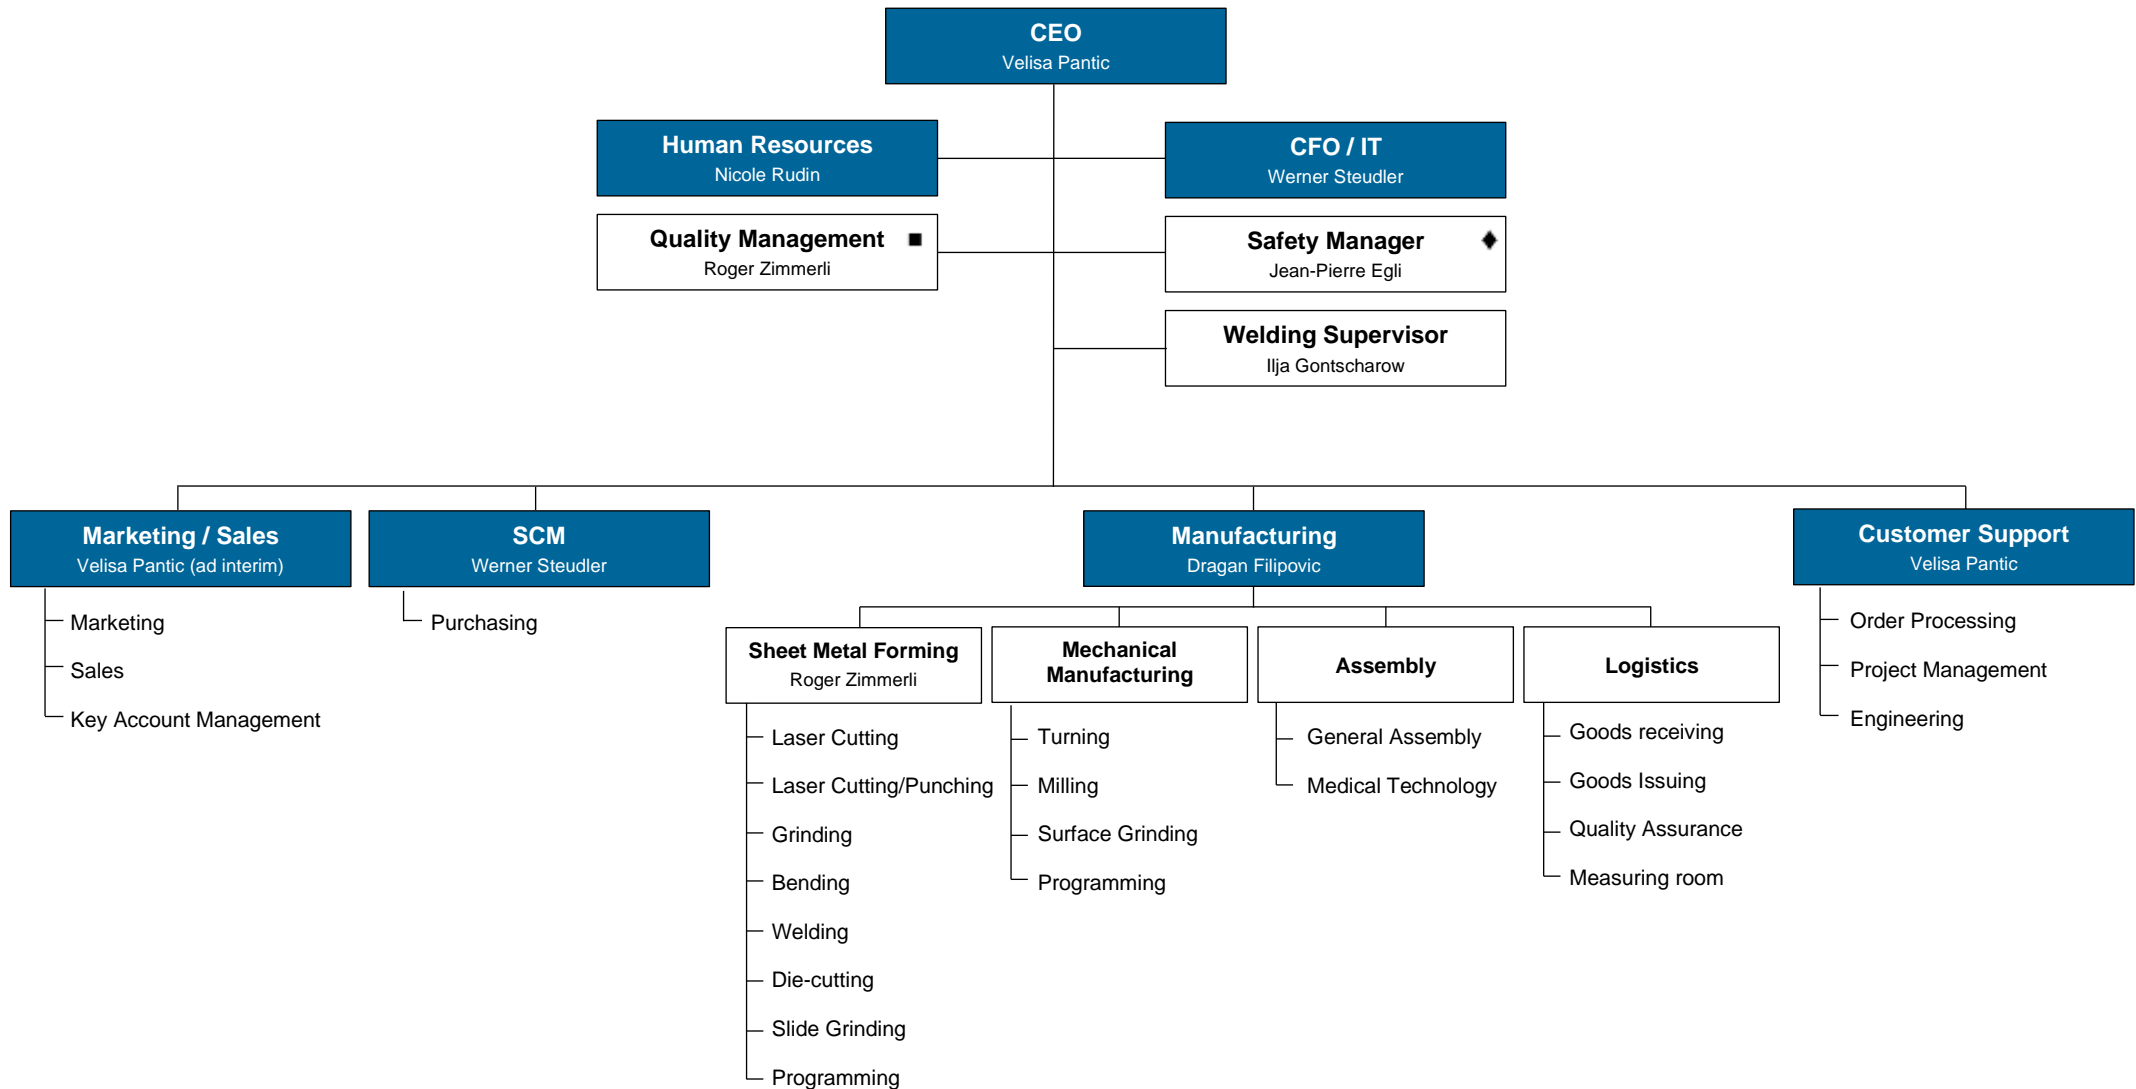 CEO
Velisa Pantic
Human Resources
Nicole Rudin
CFO / IT
Werner Steudler
Quality Management
Roger Zimmerli
Safety Manager
Jean-Pierre Egli
Welding Supervisor
Ilja Gontscharow
Marketing / Sales
Velisa Pantic (ad interim)
Marketing
Sales
Key Account Management
SCM
Werner Steudler
Purchasing
Manufacturing
Dragan Filipovic
Sheet Metal Forming
Roger Zimmerli
Laser Cutting
Laser Cutting/Punching
Grinding
Bending
Welding
Die-cutting
Slide Grinding
Programming
Mechanical
Manufacturing
Turning
Milling
Surface Grinding
Programming
Assembly
General Assembly
Medical Technology
Logistics
Goods receiving
Goods Issuing
Quality Assurance
Measuring room
Customer Support
Velisa Pantic
Order Processing
Project Management
Engineering